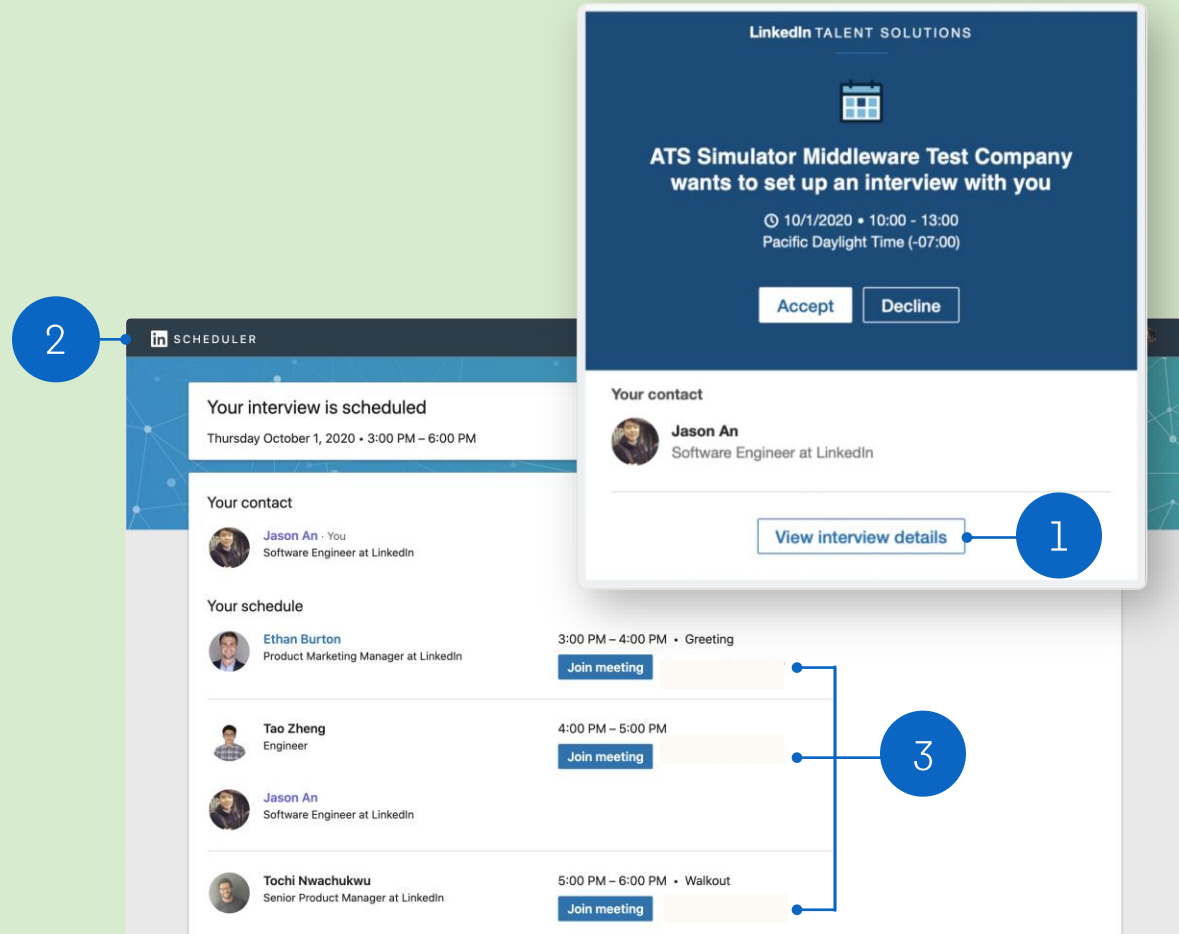 LinkedIn TALENT SOLUTIONS
ATS Simulator Middleware Test Company
wants to set up an interview with you
10/1/2020 • 10:00 - 13:00
Pacific Daylight Time (-07:00)
Accept
Decline
Your contact
Jason An
Software Engineer at LinkedIn
View interview details
1
2
in SCHEDULER
Your interview is scheduled
Thursday October 1, 2020 • 3:00 PM – 6:00 PM
Your contact
Jason An · You
Software Engineer at LinkedIn
Your schedule
Ethan Burton
Product Marketing Manager at LinkedIn
3:00 PM – 4:00 PM • Greeting
Join meeting
Tao Zheng
Engineer
4:00 PM – 5:00 PM
Join meeting
Jason An
Software Engineer at LinkedIn
Tochi Nwachukwu
Senior Product Manager at LinkedIn
5:00 PM – 6:00 PM • Walkout
Join meeting
3